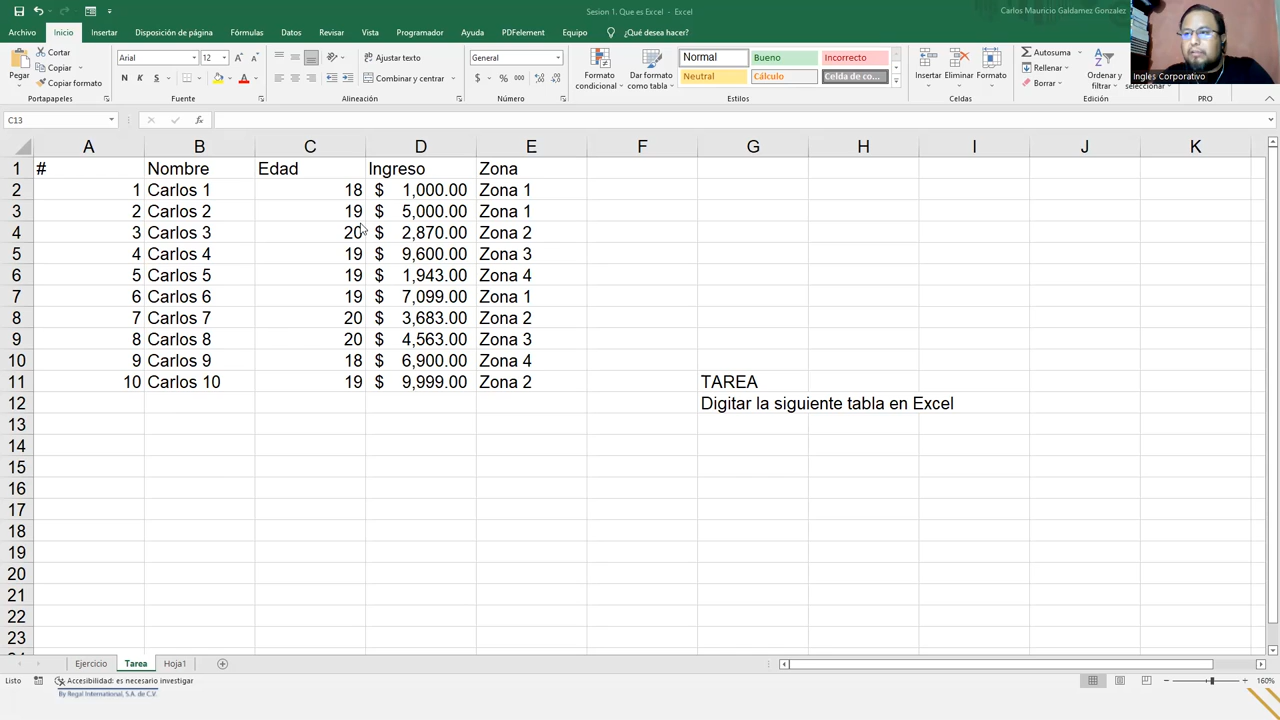 Sesion 1. Que es Excel - Excel
Carlos Mauricio Galdamez Gonzalez
Archivo Inicio Insertar Disposición de página Fórmulas Datos Revisar Vista Programador Ayuda PDFelement Equipo ¿Qué desea hacer?
Pegar
Cortar
Copiar
Copiar formato
Portapapeles
Arial 12
N K S
Fuente
Ajustar texto
Combinar y centrar
Alineación
General
$ % 000
Número
Formato condicional
Dar formato como tabla
Normal Bueno Incorrecto
Neutral Cálculo Celda de co...
Estilos
Insertar Eliminar Formato
Celdas
Autosuma
Rellenar
Borrar
Ordenar y filtrar
seleccionar
Edición
PRO
Ingles Corporativo
C13 fx
A B C D E F G H I J K
1 # Nombre Edad Ingreso Zona
2 1 Carlos 1 18 $ 1,000.00 Zona 1
3 2 Carlos 2 19 $ 5,000.00 Zona 1
4 3 Carlos 3 20 $ 2,870.00 Zona 2
5 4 Carlos 4 19 $ 9,600.00 Zona 3
6 5 Carlos 5 19 $ 1,943.00 Zona 4
7 6 Carlos 6 19 $ 7,099.00 Zona 1
8 7 Carlos 7 20 $ 3,683.00 Zona 2
9 8 Carlos 8 20 $ 4,563.00 Zona 3
10 9 Carlos 9 18 $ 6,900.00 Zona 4
11 10 Carlos 10 19 $ 9,999.00 Zona 2 TAREA
12 Digitar la siguiente tabla en Excel
13
14
15
16
17
18
19
20
21
22
23
Ejercicio Tarea Hoja1
Listo Accesibilidad: es necesario investigar 160%
By Regal International, S.A. de C.V.